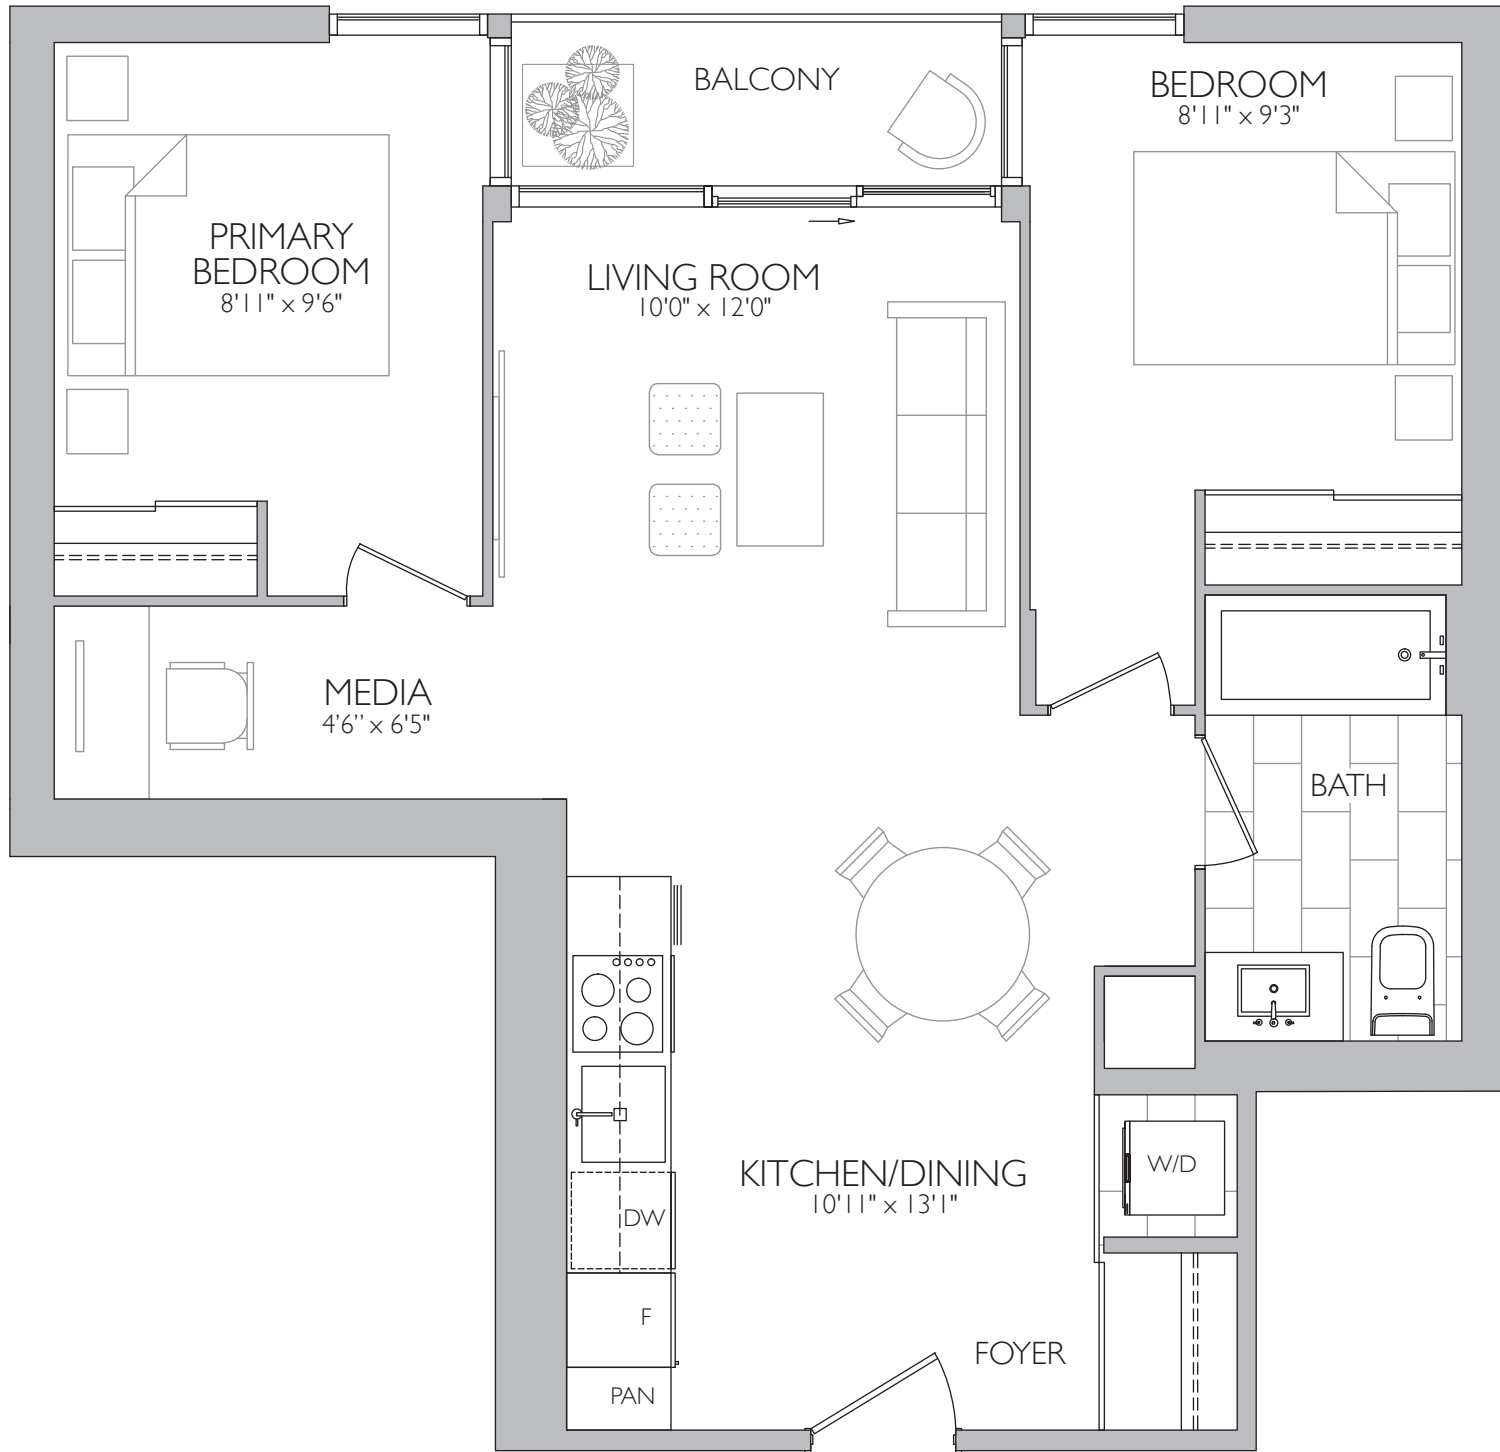 BALCONY
BEDROOM
8'11" x 9'3"
PRIMARY
BEDROOM
8'11" x 9'6"
LIVING ROOM
10'0" x 12'0"
MEDIA
4'6'' x 6'5"
BATH
KITCHEN/DINING
10'11" x 13'1"
W/D
DW
F
FOYER
PAN